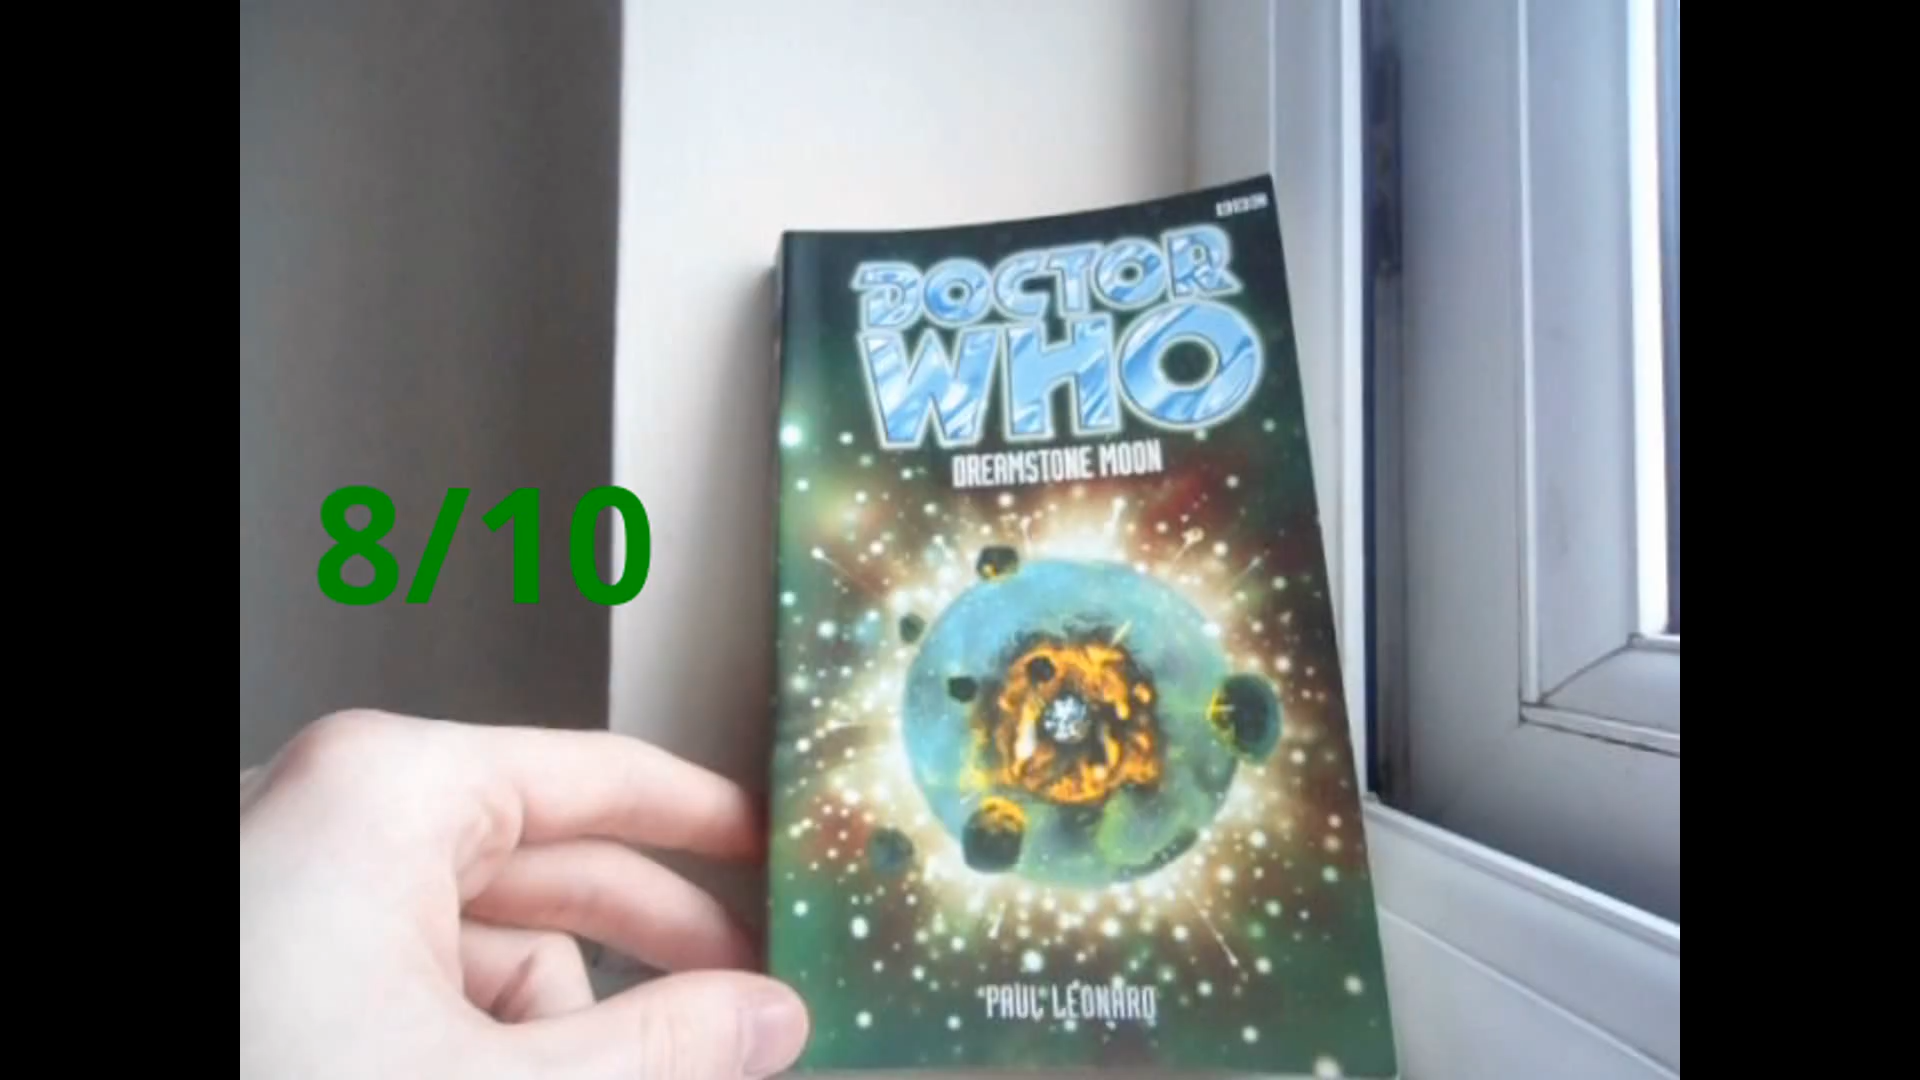 BBC
DOCTOR
WHO
DREAMSTONE MOON
8/10
PAUL LEONARD